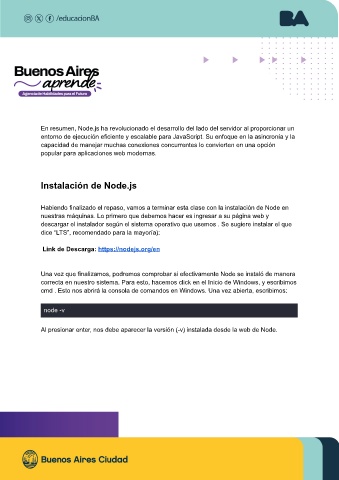 /educacionBA
BA
Buenos Aires
aprende
Agencia de Habilidades para el Futuro
En resumen, Node.js ha revolucionado el desarrollo del lado del servidor al proporcionar un
entorno de ejecución eficiente y escalable para JavaScript. Su enfoque en la asincronía y la
capacidad de manejar muchas conexiones concurrentes lo convierten en una opción
popular para aplicaciones web modernas.
Instalación de Node.js
Habiendo finalizado el repaso, vamos a terminar esta clase con la instalación de Node en
nuestras máquinas. Lo primero que debemos hacer es ingresar a su página web y
descargar el instalador según el sistema operativo que usemos . Se sugiere instalar el que
dice "LTS", recomendado para la mayoría):
Link de Descarga: https://nodejs.org/en
Una vez que finalizamos, podremos comprobar si efectivamente Node se instaló de manera
correcta en nuestro sistema. Para esto, hacemos click en el Inicio de Windows, y escribimos
cmd . Esto nos abrirá la consola de comandos en Windows. Una vez abierta, escribimos:
node -v
Al presionar enter, nos debe aparecer la versión (-v) instalada desde la web de Node.
Buenos Aires Ciudad